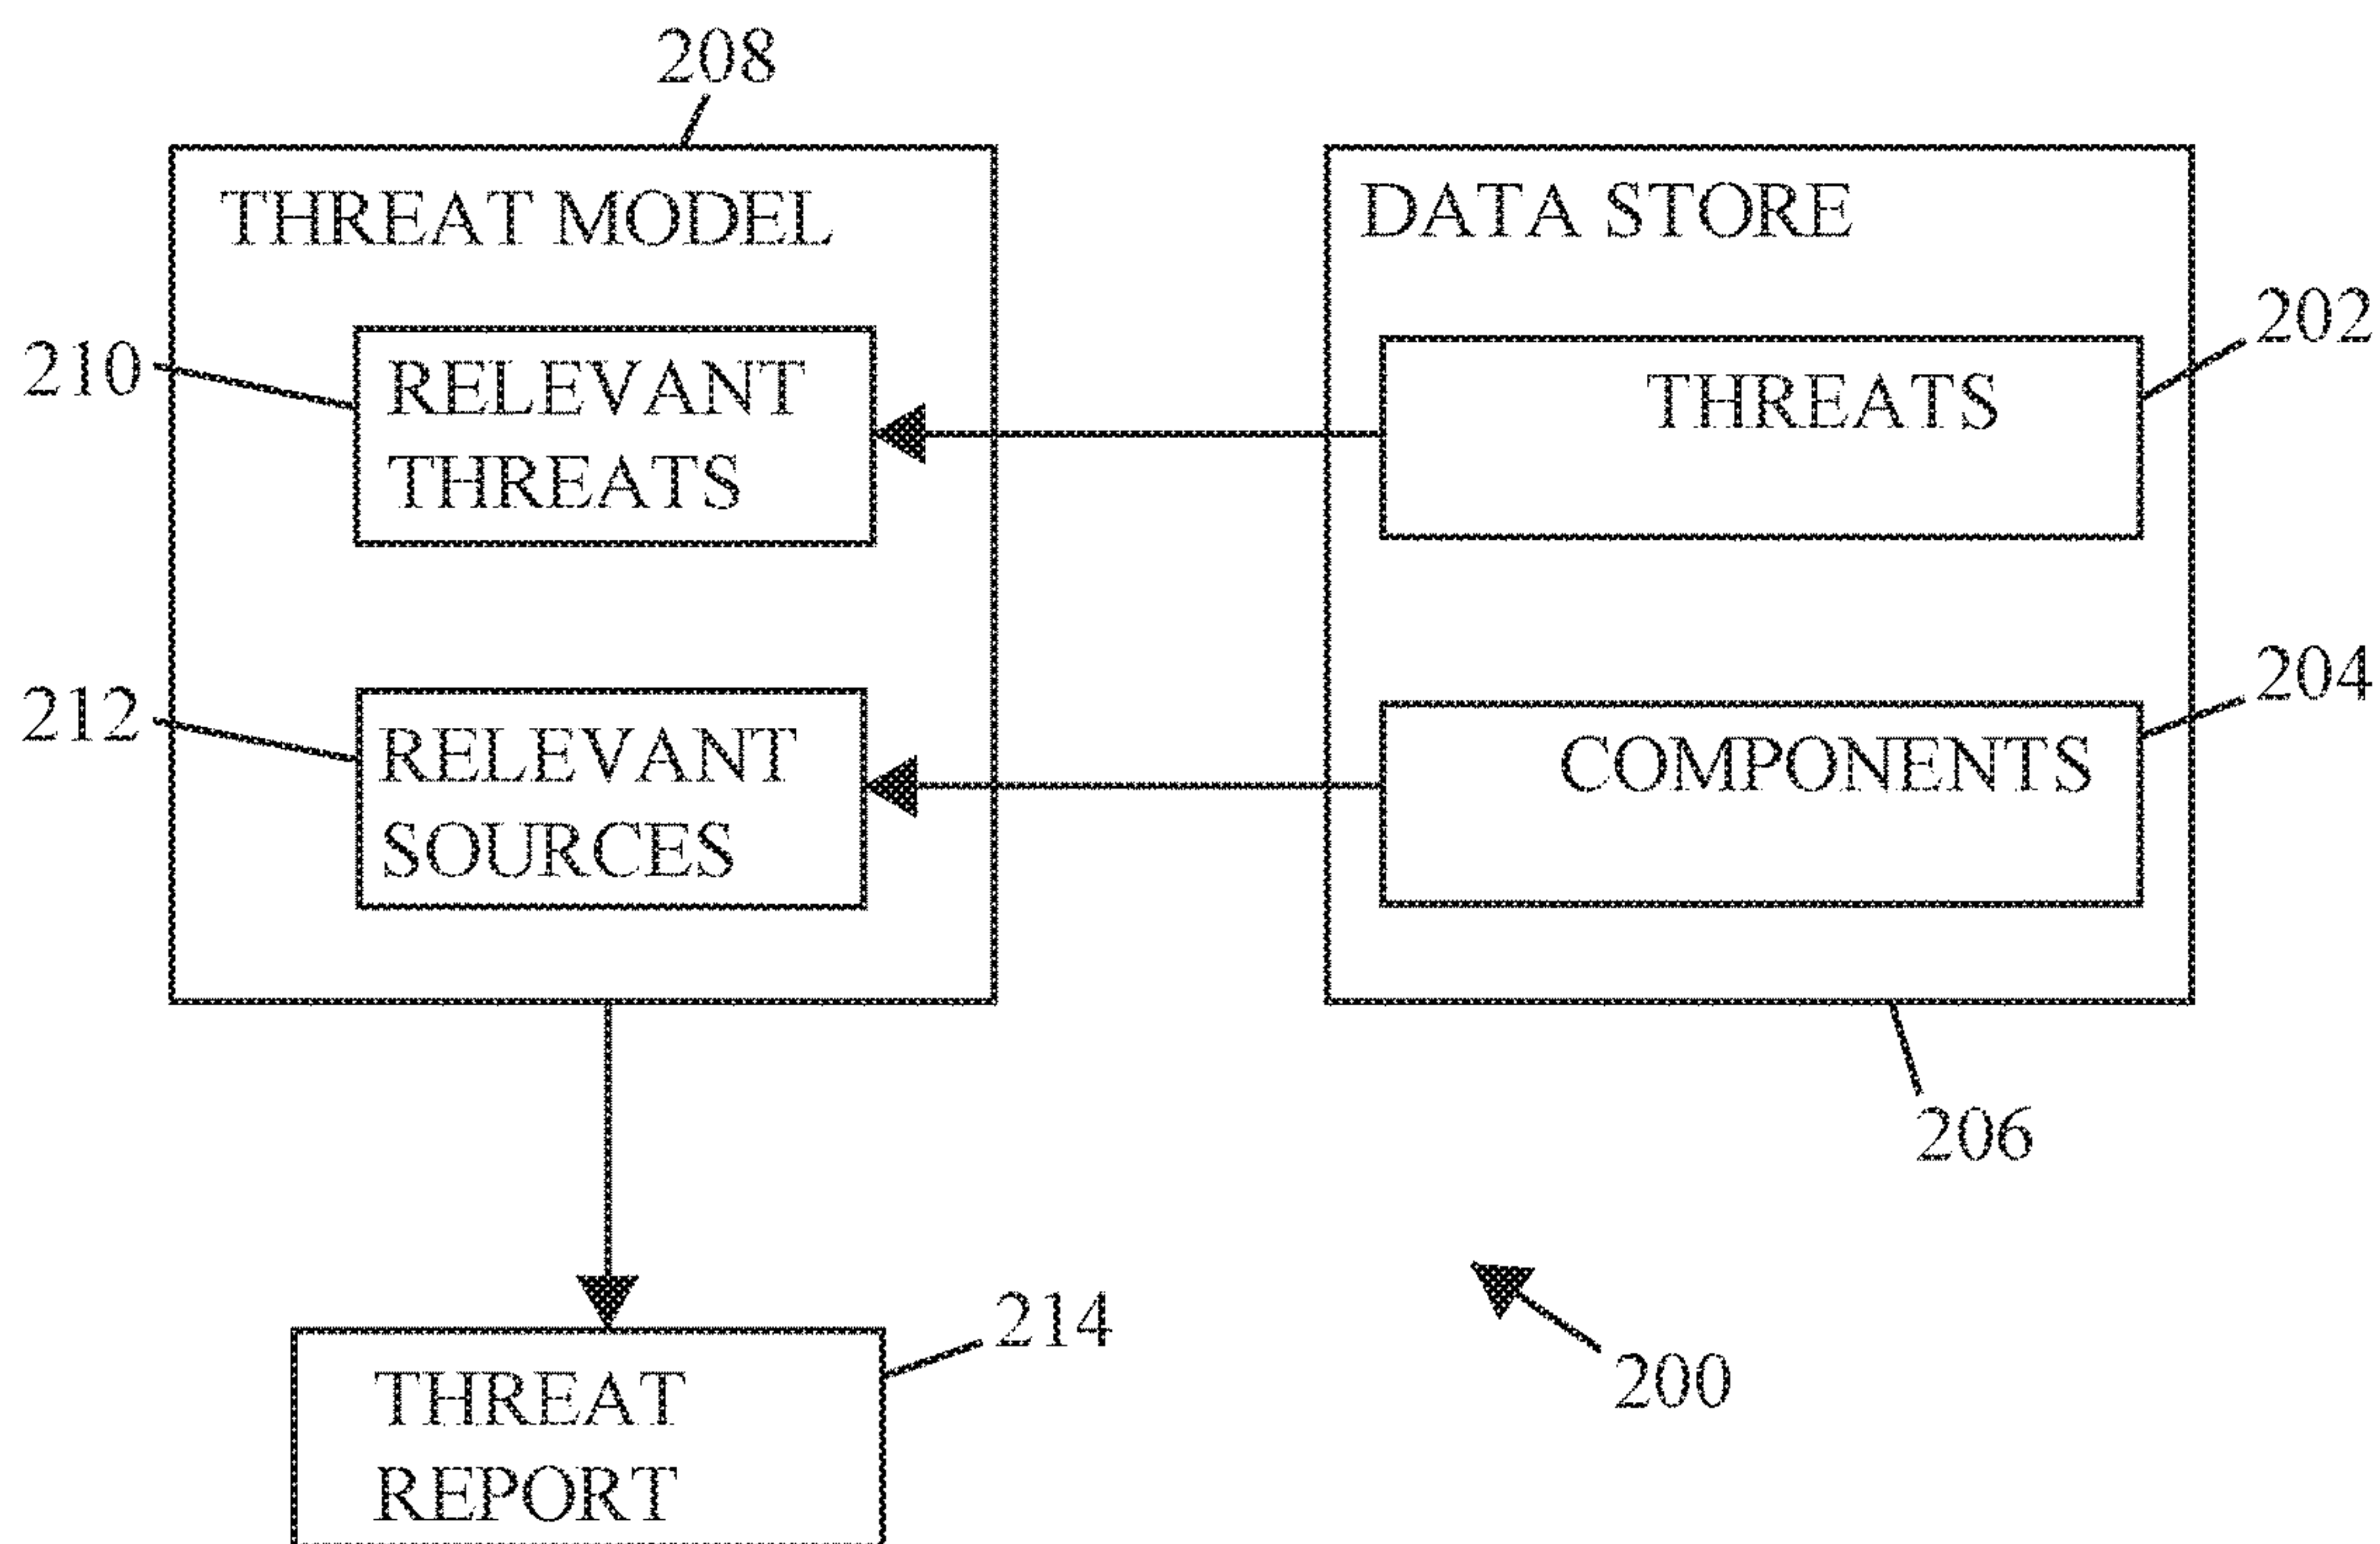 208
THREAT MODEL
DATA STORE
202
210
RELEVANT
THREATS
THREATS
204
212
RELEVANT
SOURCES
COMPONENTS
206
214
THREAT
REPORT
200